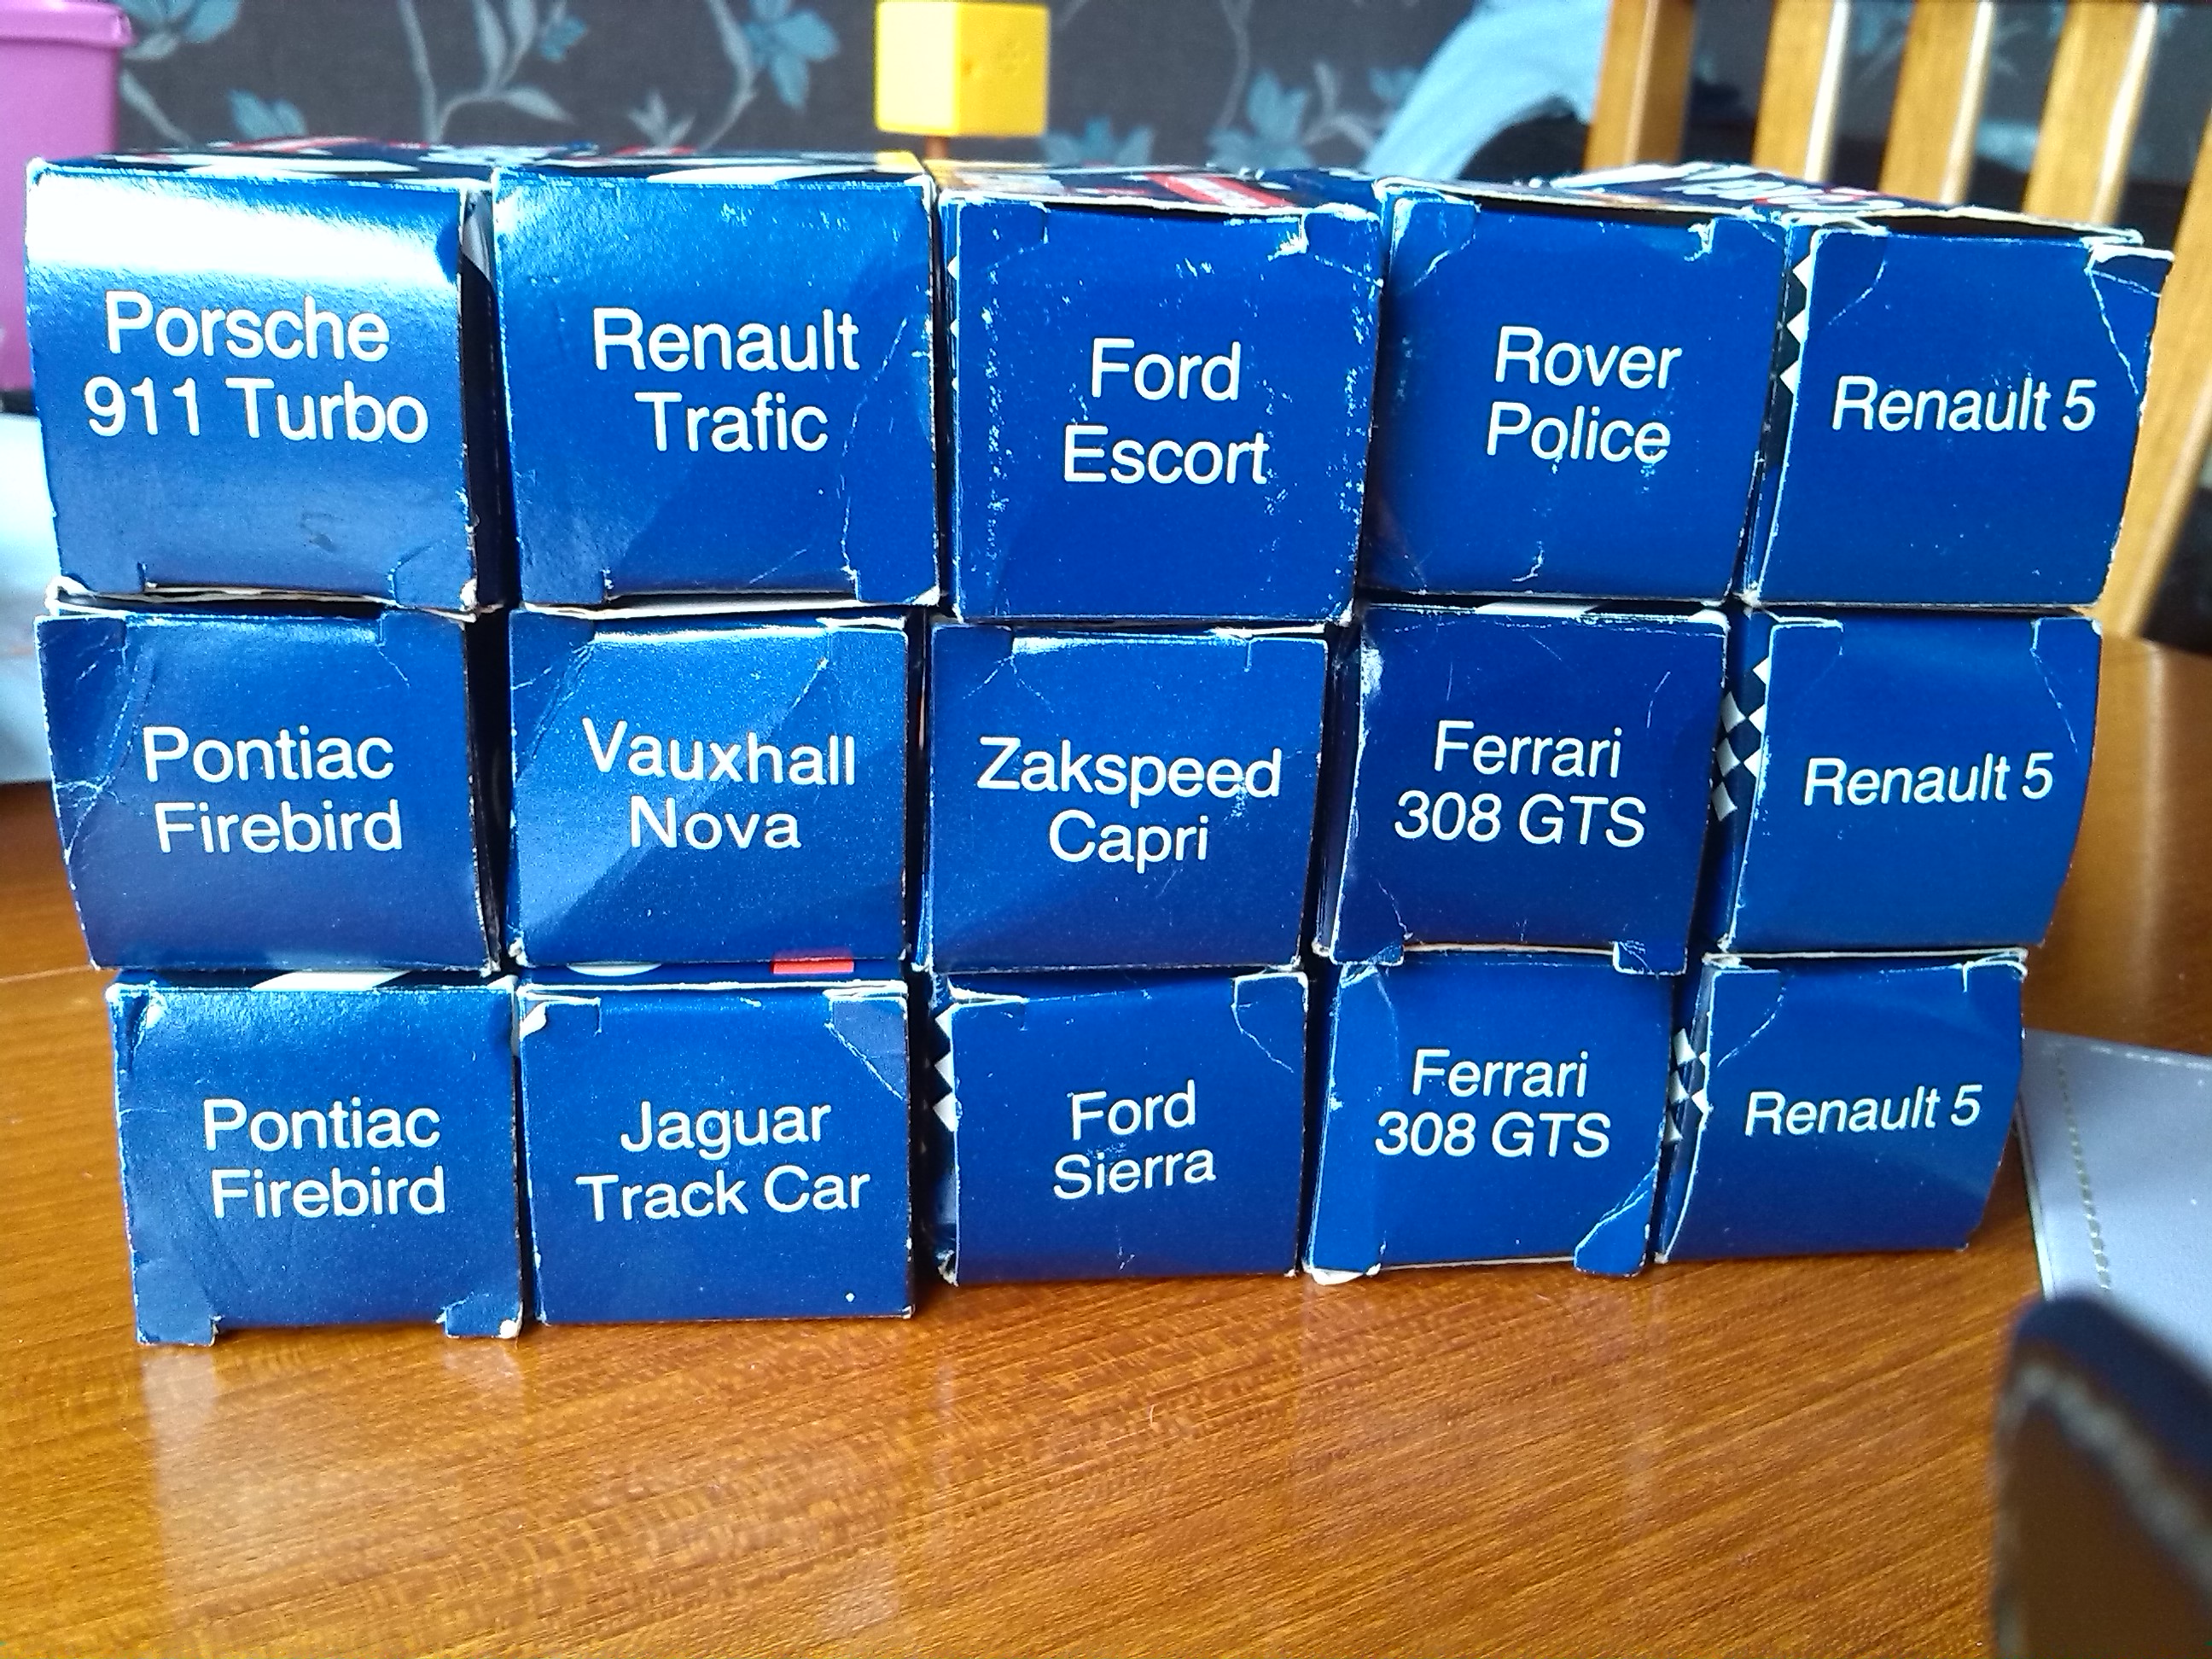 Porsche
911 Turbo
Renault
Trafic
Ford
Escort
Rover
Police
Renault 5
Pontiac
Firebird
Vauxhall
Nova
Zakspeed
Capri
Ferrari
308 GTS
Renault 5
Pontiac
Firebird
Jaguar
Track Car
Ford
Sierra
Ferrari
308 GTS
Renault 5